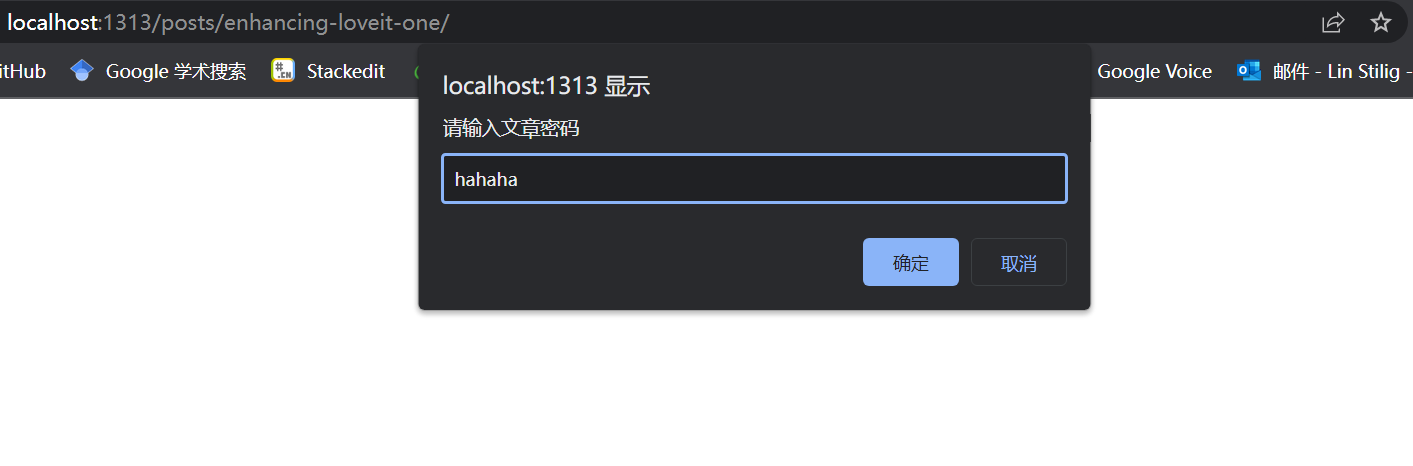 localhost:1313/posts/enhancing-loveit-one/
itHub Google 学术搜索 #.CN Stackedit Google Voice 邮件 - Lin Stilig -
localhost:1313 显示
请输入文章密码
hahaha
确定 取消